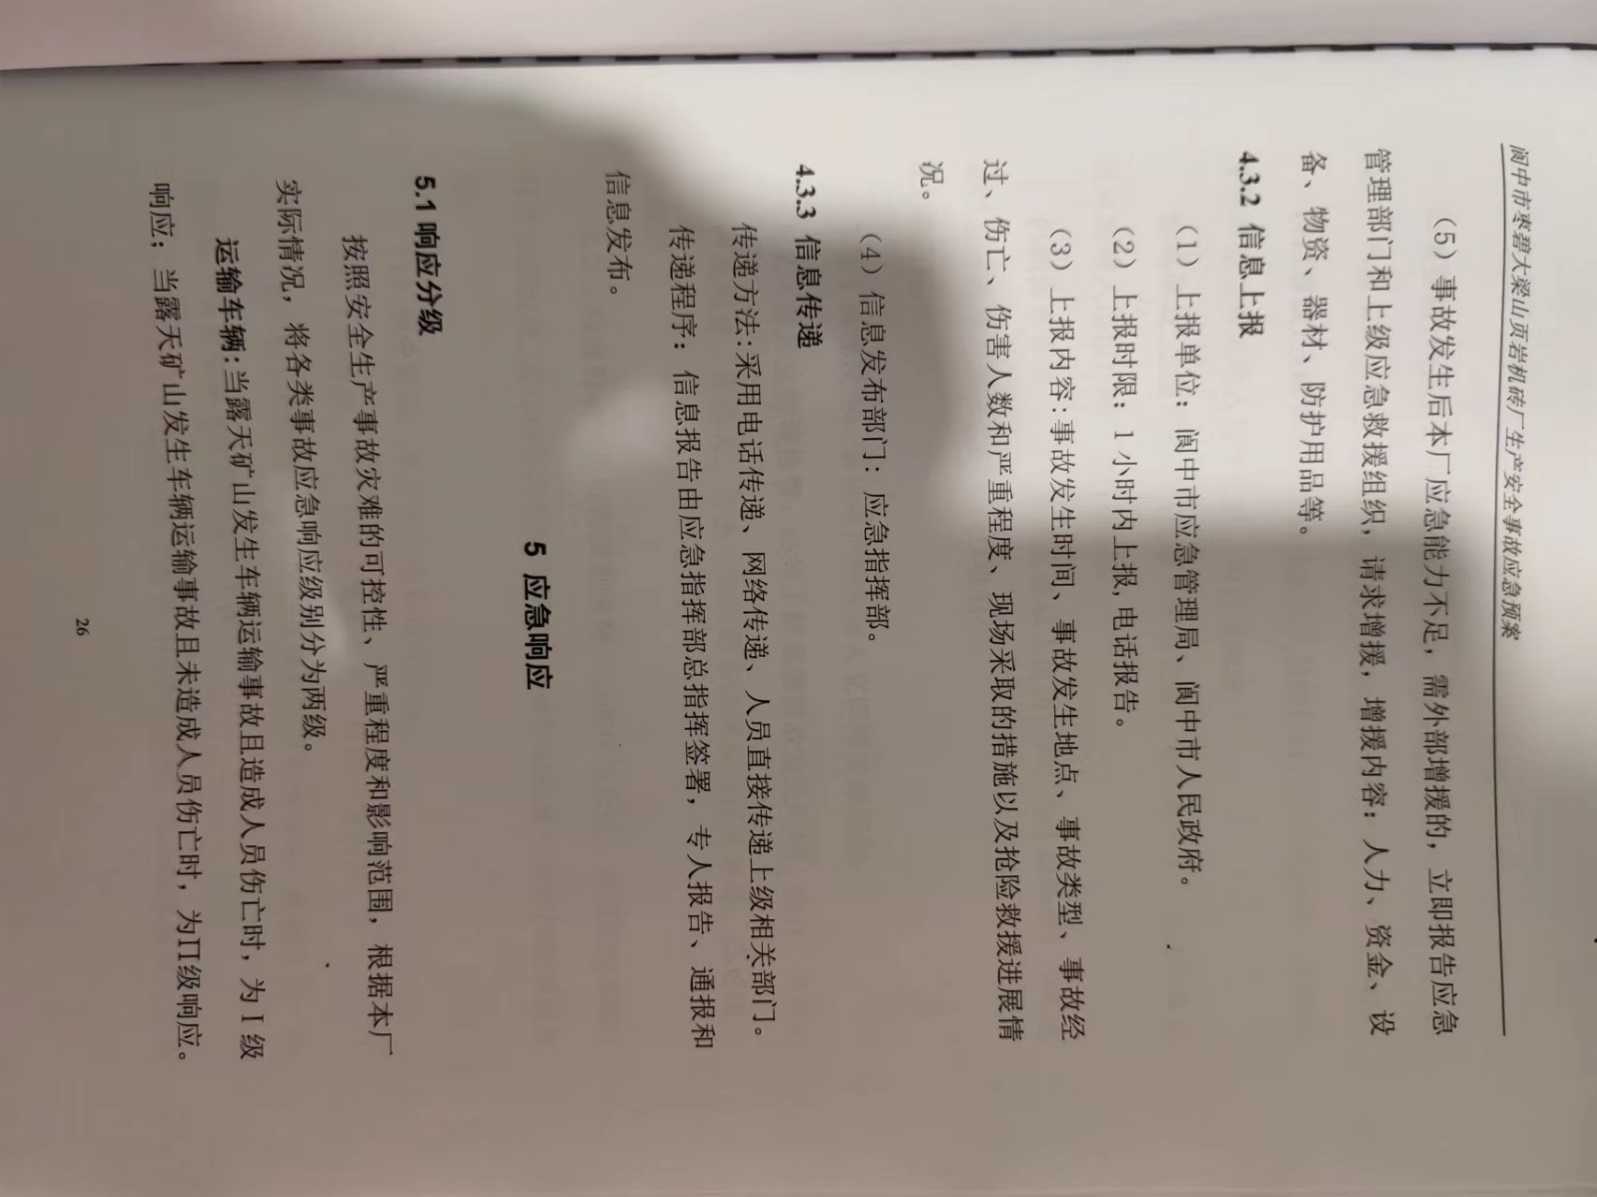 阆中市枣碧大梁山页岩机砖厂生产安全事故应急预案
（5）事故发生后本厂应急能力不足，需外部增援的，立即报告应急
管理部门和上级应急救援组织，请求增援，增援内容：人力、资金、设
备、物资、器材、防护用品等。
4.3.2 信息上报
（1）上报单位：阆中市应急管理局、阆中市人民政府。
（2）上报时限：1小时内上报，电话报告。
（3）上报内容：事故发生时间、事故发生地点、事故类型、事故经
过、伤亡、伤害人数和严重程度、现场采取的措施以及抢险救援进展情
况。
（4）信息发布部门：应急指挥部。
4.3.3 信息传递
传递方法：采用电话传递、网络传递、人员直接传递上级相关部门。
传递程序：信息报告由应急指挥部总指挥签署，专人报告、通报和
信息发布。
5 应急响应
5.1 响应分级
按照安全生产事故灾难的可控性、严重程度和影响范围，根据本厂
实际情况，将各类事故应急响应级别分为两级。
运输车辆：当露天矿山发生车辆运输事故且造成人员伤亡时，为Ⅰ级
响应；当露天矿山发生车辆运输事故且未造成人员伤亡时，为Ⅱ级响应。
26